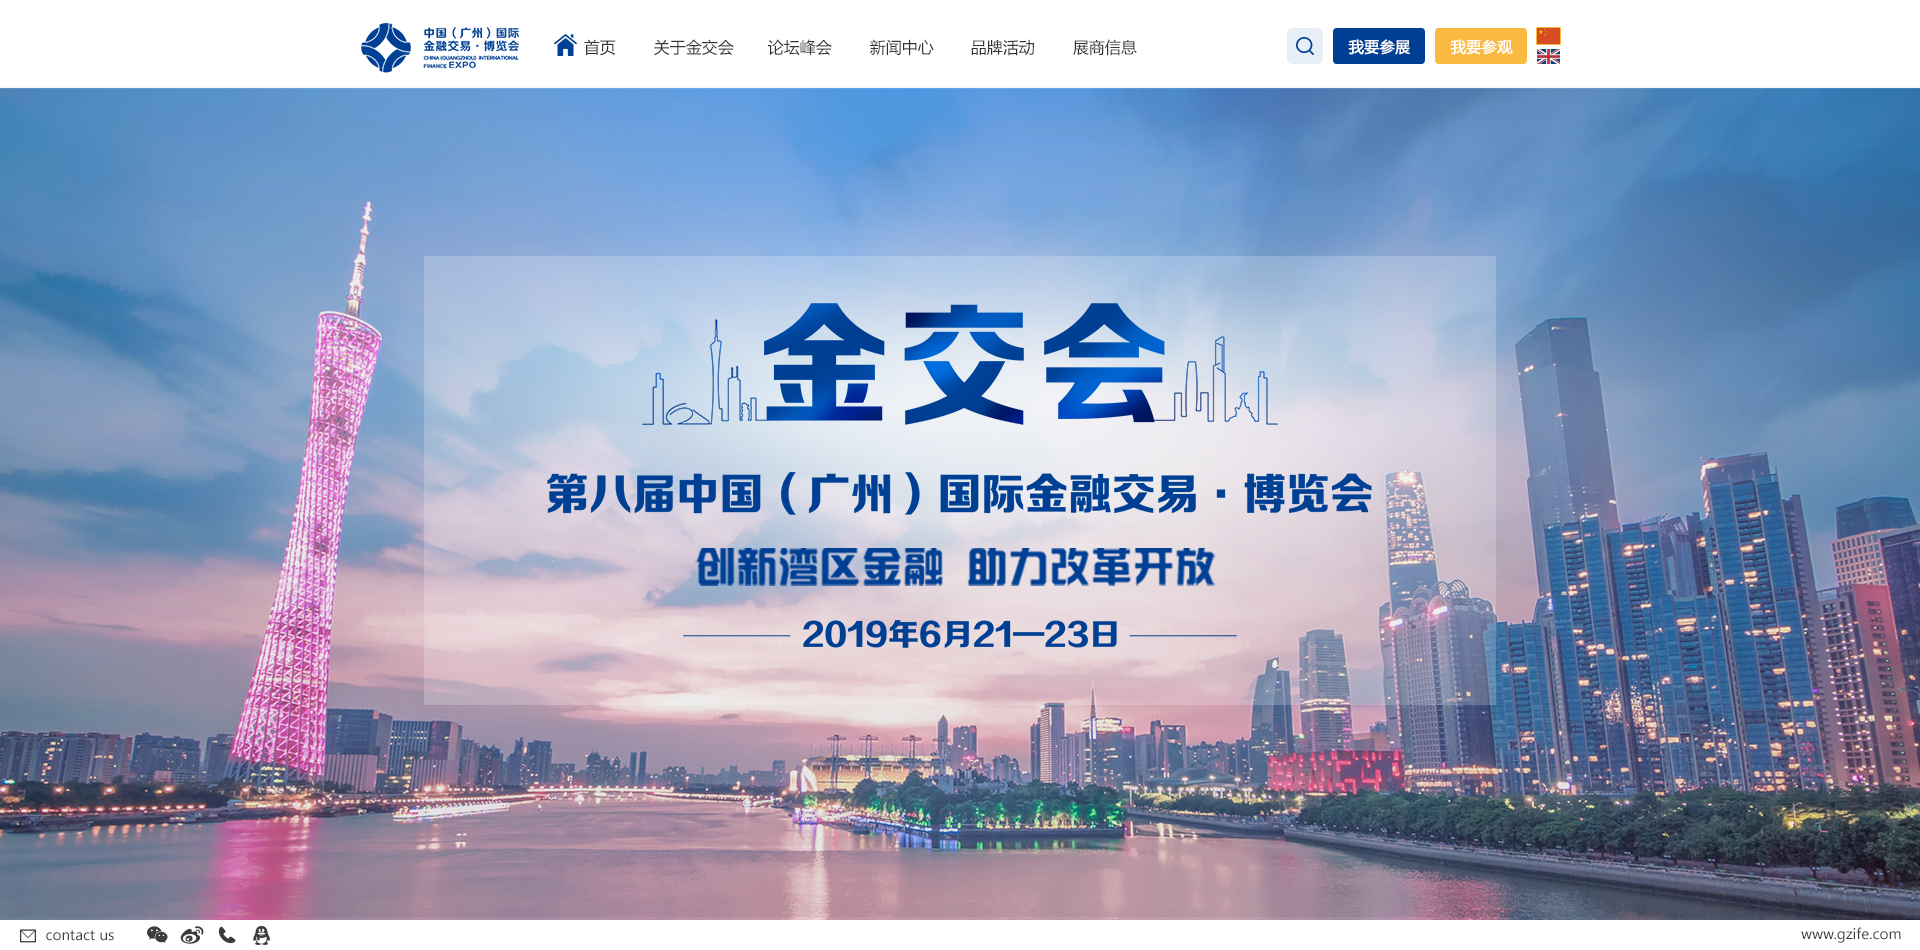 中国（广州）国际
金融交易·博览会
CHINA (GUANGZHOU) INTERNATIONAL
FINANCE EXPO
首页
关于金交会
论坛峰会
新闻中心
品牌活动
展商信息
我要参展
我要参观
金交会
第八届中国（广州）国际金融交易·博览会
创新湾区金融 助力改革开放
2019年6月21—23日
contact us
www.gzife.com